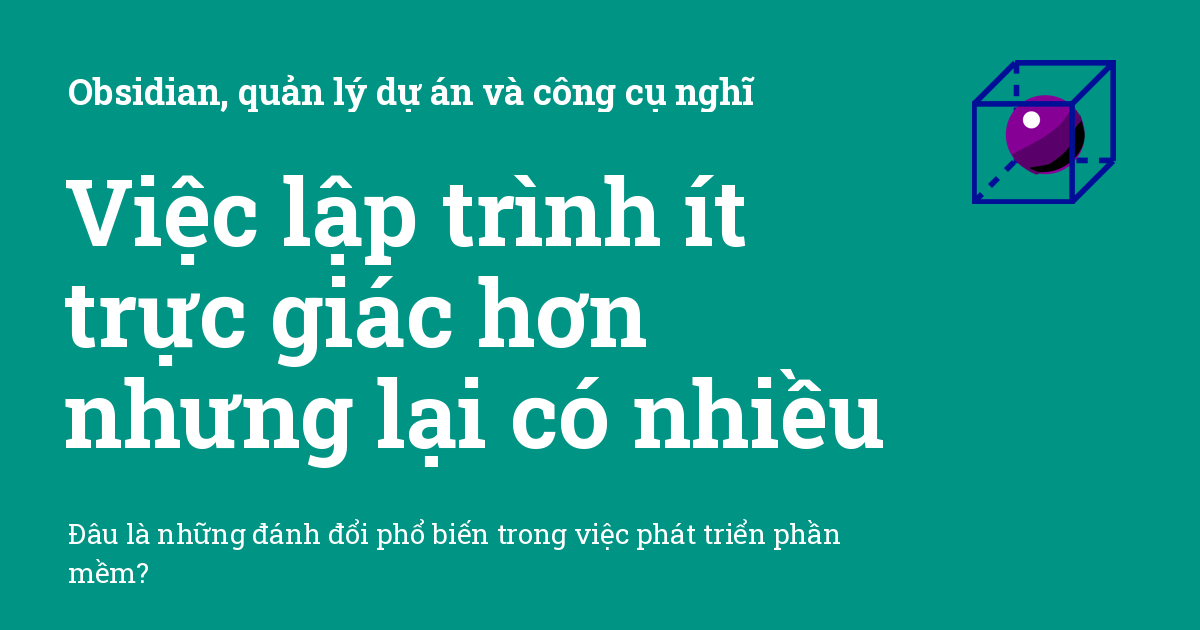 Obsidian, quản lý dự án và công cụ nghĩ
Việc lập trình ít
trực giác hơn
nhưng lại có nhiều
Đâu là những đánh đổi phổ biến trong việc phát triển phần
mềm?